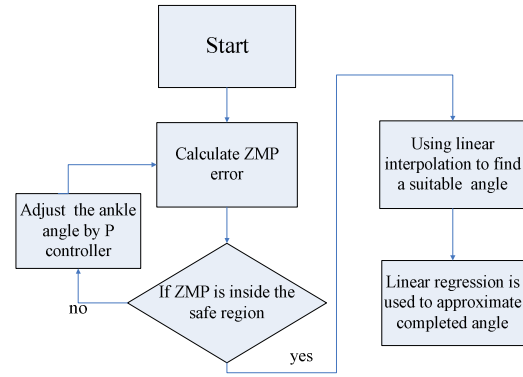 Start
Calculate ZMP
error
Adjust the ankle
angle by P
controller
If ZMP is inside the
safe region
no
yes
Using linear
interpolation to find
a suitable angle
Linear regression is
used to approximate
completed angle